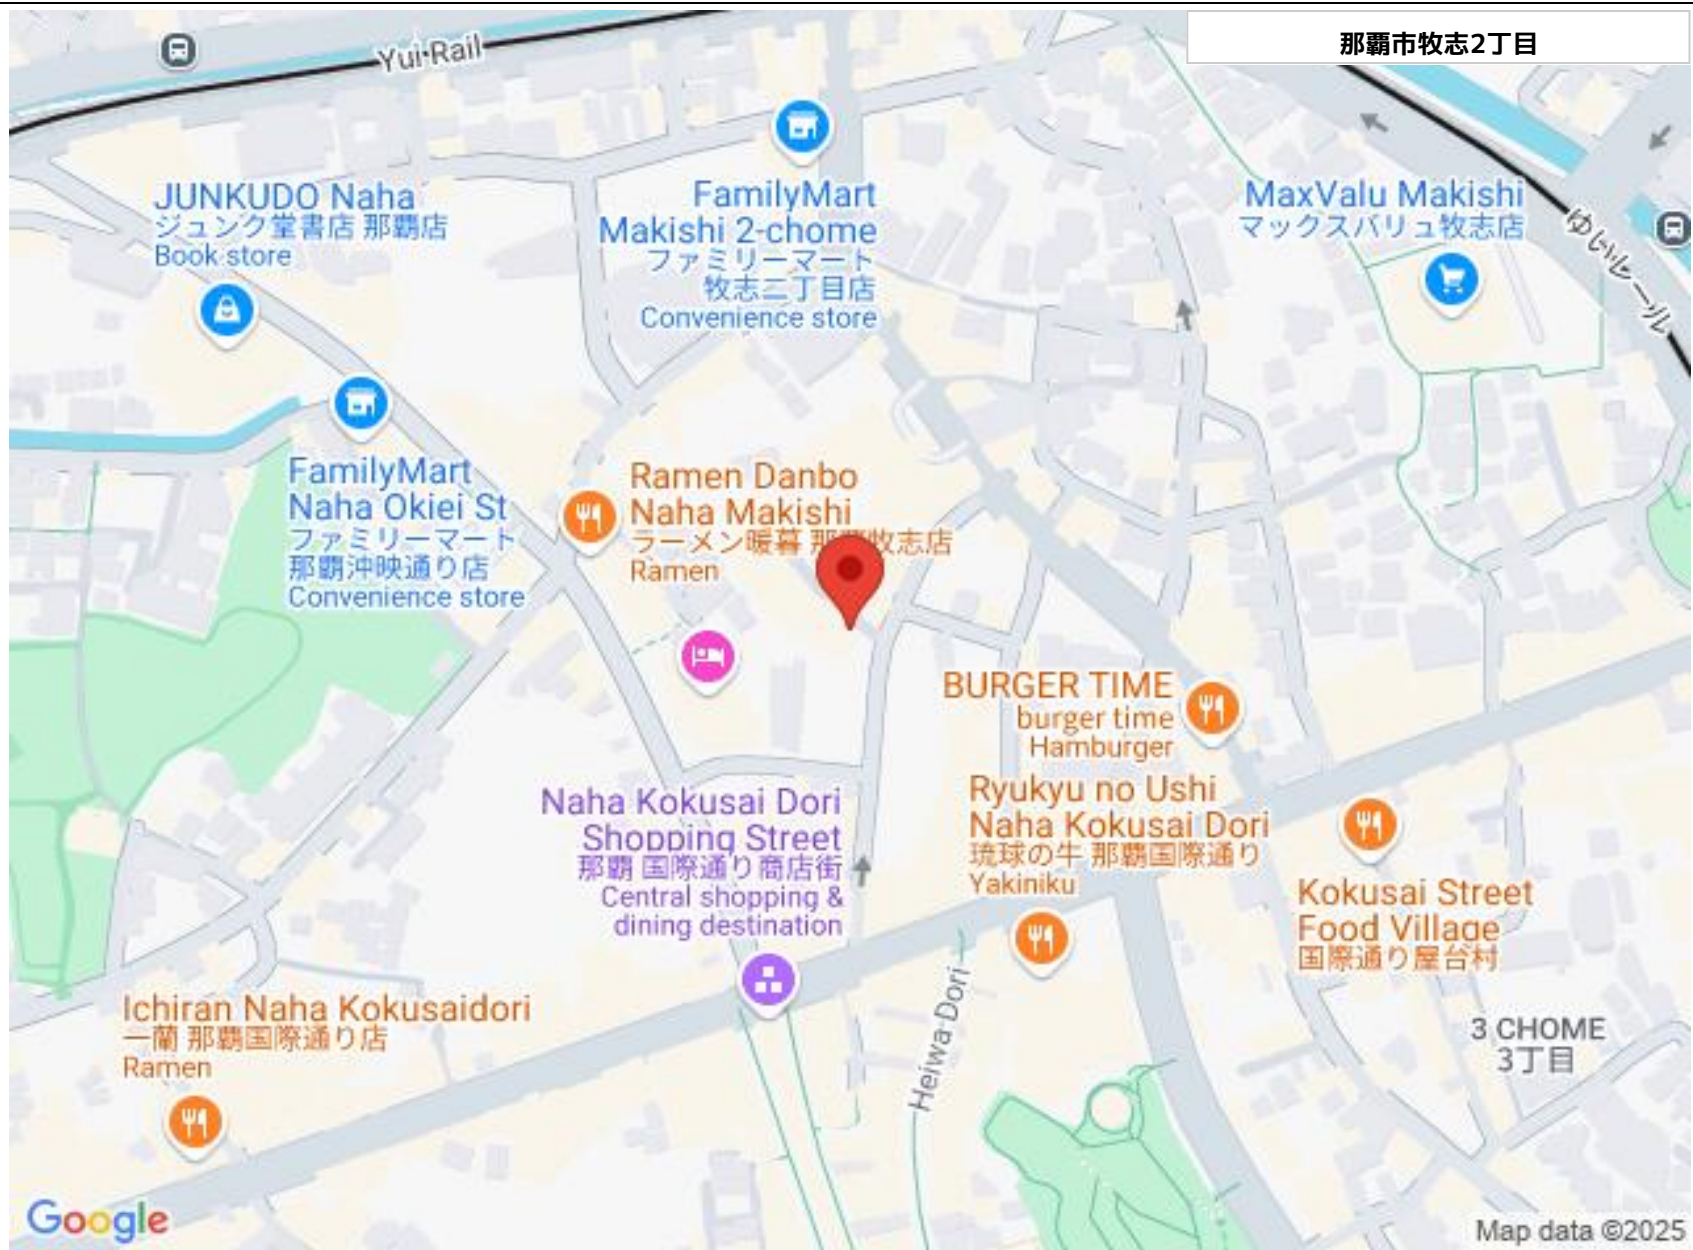 那覇市牧志2丁目
Yui Rail
JUNKUDO Naha
ジュンク堂書店 那覇店
Book store
FamilyMart
Makishi 2-chome
ファミリーマート
牧志二丁目店
Convenience store
MaxValu Makishi
マックスバリュ牧志店
ゆいレール
FamilyMart
Naha Okiei St
ファミリーマート
那覇沖映通り店
Convenience store
Ramen Danbo
Naha Makishi
ラーメン暖暮 那覇牧志店
Ramen
BURGER TIME
burger time
Hamburger
Naha Kokusai Dori
Shopping Street
那覇 国際通り商店街
Central shopping &
dining destination
Ryukyu no Ushi
Naha Kokusai Dori
琉球の牛 那覇国際通り
Yakiniku
Kokusai Street
Food Village
国際通り屋台村
Heiwa Dori
Ichiran Naha Kokusaidori
一蘭 那覇国際通り店
Ramen
3 CHOME
3丁目
Google
Map data ©2025